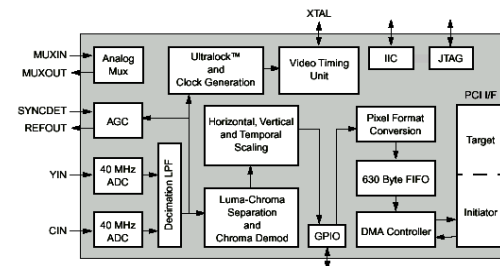 XTAL
MUXIN
MUXOUT
Analog
Mux
Ultralock™
and
Clock Generation
Video Timing
Unit
IIC
JTAG
SYNCDET
REFOUT
AGC
Horizontal, Vertical
and Temporal
Scaling
Pixel Format
Conversion
PCI I/F
Target
YIN
40 MHz
ADC
Decimation LPF
630 Byte FIFO
Luma-Chroma
Separation
and
Chroma Demod
CIN
40 MHz
ADC
GPIO
DMA Controller
Initiator